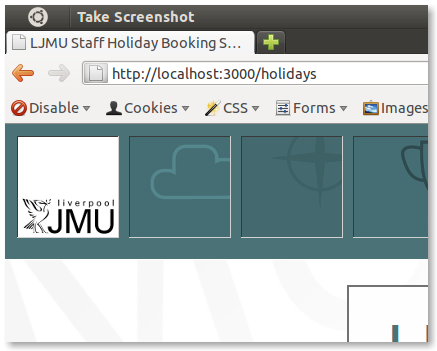 Take Screenshot
LJMU Staff Holiday Booking S...
http://localhost:3000/holidays
Disable Cookies CSS Forms Images
liverpool
JMU